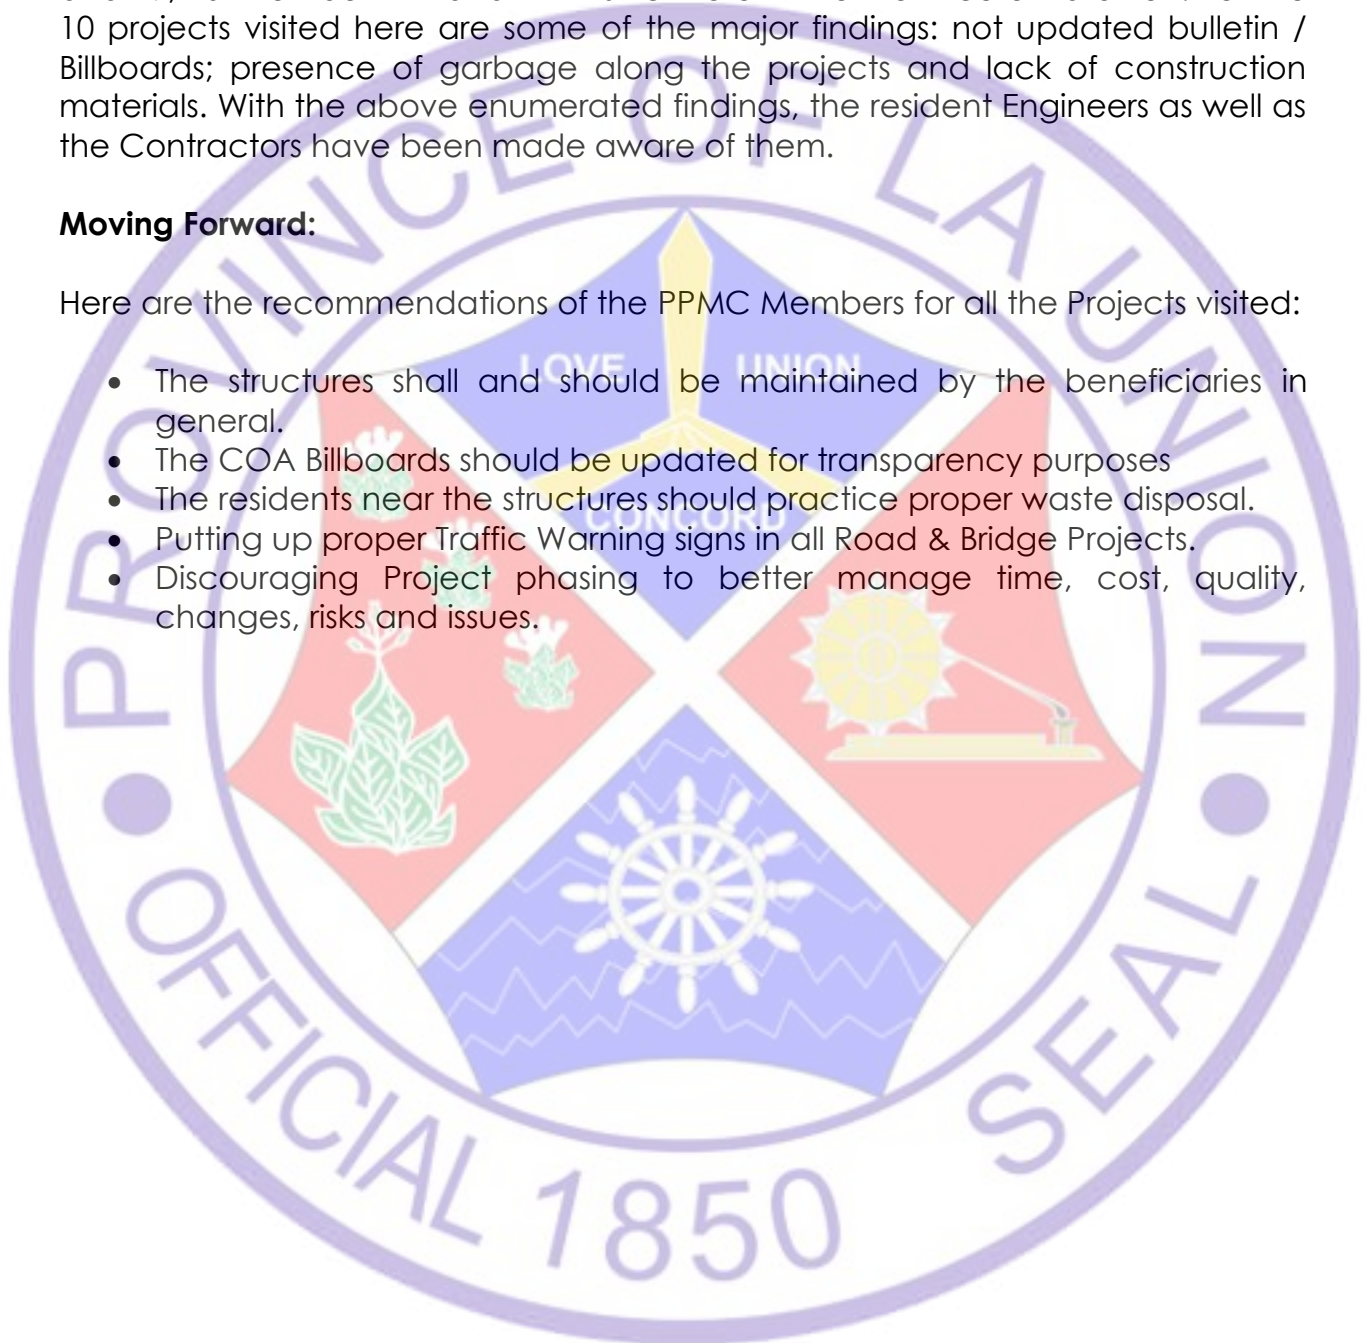 10 projects visited here are some of the major findings: not updated bulletin /
Billboards; presence of garbage along the projects and lack of construction
materials. With the above enumerated findings, the resident Engineers as well as
the Contractors have been made aware of them.
Moving Forward:
Here are the recommendations of the PPMC Members for all the Projects visited:
• The structures shall and should be maintained by the beneficiaries in
general.
• The COA Billboards should be updated for transparency purposes
• The residents near the structures should practice proper waste disposal.
• Putting up proper Traffic Warning signs in all Road & Bridge Projects.
• Discouraging Project phasing to better manage time, cost, quality,
changes, risks and issues.
PROVINCE OF LA UNION
LOVE UNION
CONCORD
OFFICIAL 1850 SEAL